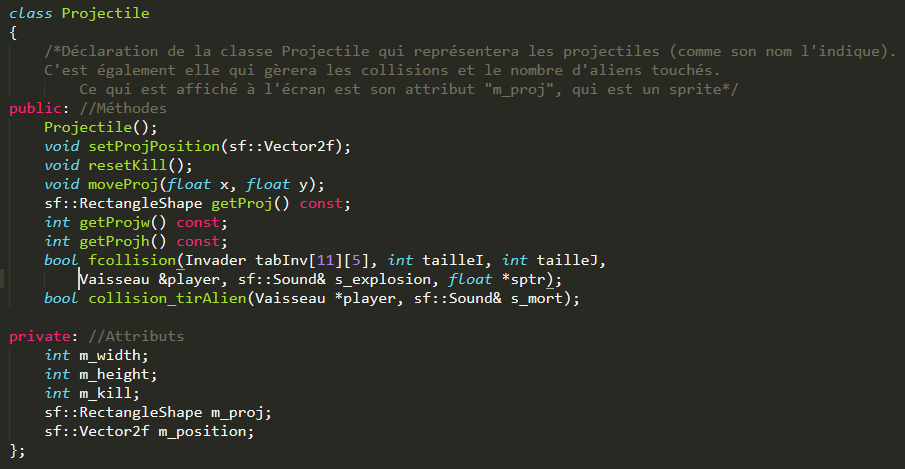 class Projectile
{
    /*Déclaration de la classe Projectile qui représentera les projectiles (comme son nom l'indique).
    C'est également elle qui gèrera les collisions et le nombre d'aliens touchés.
        Ce qui est affiché à l'écran est son attribut "m_proj", qui est un sprite*/
public: //Méthodes
    Projectile();
    void setProjPosition(sf::Vector2f);
    void resetKill();
    void moveProj(float x, float y);
    sf::RectangleShape getProj() const;
    int getProjw() const;
    int getProjh() const;
    bool fcollision(Invader tabInv[11][5], int tailleI, int tailleJ,
        Vaisseau &player, sf::Sound& s_explosion, float *sptr);
    bool collision_tirAlien(Vaisseau *player, sf::Sound& s_mort);

private: //Attributs
    int m_width;
    int m_height;
    int m_kill;
    sf::RectangleShape m_proj;
    sf::Vector2f m_position;
};